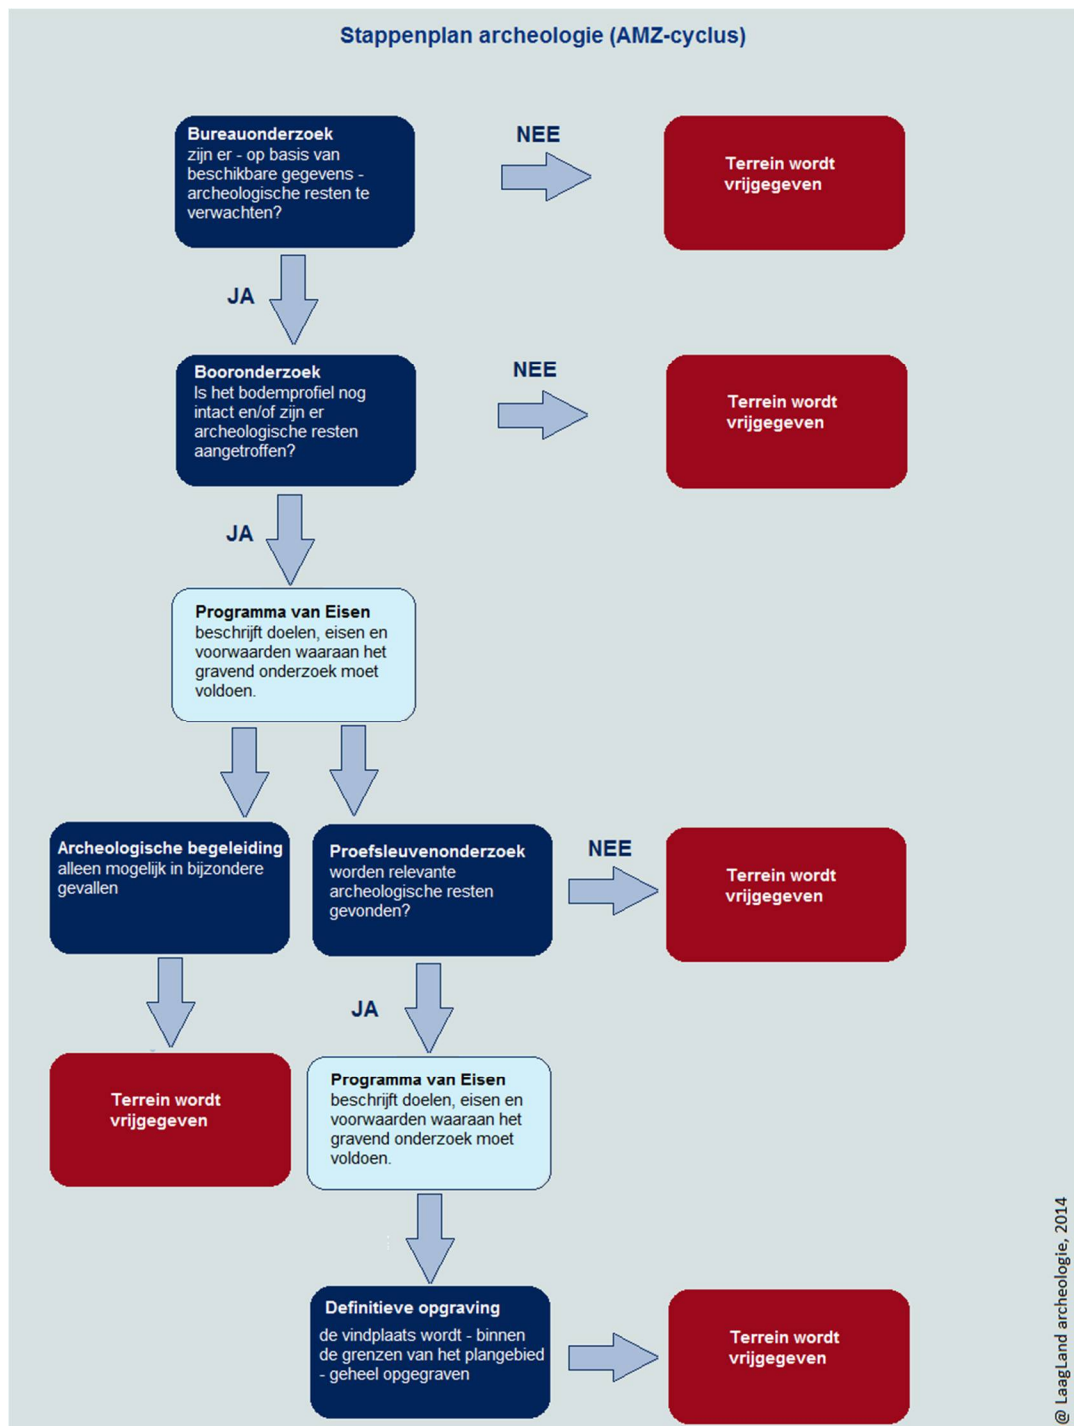 Stappenplan archeologie (AMZ-cyclus)
Bureauonderzoek
zijn er - op basis van
beschikbare gegevens -
archeologische resten te
verwachten?
NEE
Terrein wordt
vrijgegeven
JA
Booronderzoek
Is het bodemprofiel nog
intact en/of zijn er
archeologische resten
aangetroffen?
NEE
Terrein wordt
vrijgegeven
JA
Programma van Eisen
beschrijft doelen, eisen en
voorwaarden waaraan het
gravend onderzoek moet
voldoen.
Archeologische begeleiding
alleen mogelijk in bijzondere
gevallen
Proefsleuvenonderzoek
worden relevante
archeologische resten
gevonden?
NEE
Terrein wordt
vrijgegeven
JA
Terrein wordt
vrijgegeven
Programma van Eisen
beschrijft doelen, eisen en
voorwaarden waaraan het
gravend onderzoek moet
voldoen.
Definitieve opgraving
de vindplaats wordt - binnen
de grenzen van het plangebied
- geheel opgegraven
Terrein wordt
vrijgegeven
@ LaagLand archeologie, 2014